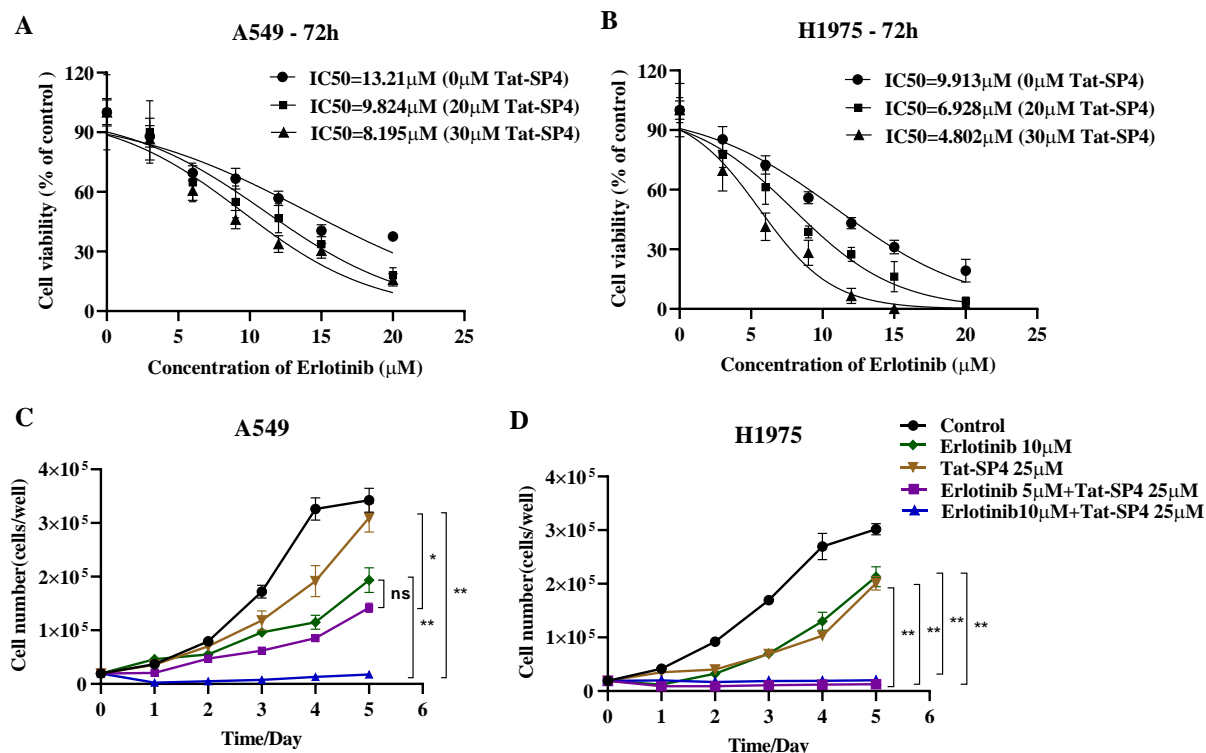 A
A549 - 72h
IC50=13.21μM (0μM Tat-SP4)
IC50=9.824μM (20μM Tat-SP4)
IC50=8.195μM (30μM Tat-SP4)
Cell viability (% of control )
120
90
60
30
0
0 5 10 15 20 25
Concentration of Erlotinib (μM)
B
H1975 - 72h
IC50=9.913μM (0μM Tat-SP4)
IC50=6.928μM (20μM Tat-SP4)
IC50=4.802μM (30μM Tat-SP4)
Cell viability (% of control )
120
90
60
30
0
0 5 10 15 20 25
Concentration of Erlotinib (μM)
C
A549
Cell number(cells/well)
4×10⁵
3×10⁵
2×10⁵
1×10⁵
0
0 1 2 3 4 5 6
Time/Day
ns
*
**
**
D
H1975
Control
Erlotinib 10μM
Tat-SP4 25μM
Erlotinib 5μM+Tat-SP4 25μM
Erlotinib10μM+Tat-SP4 25μM
Cell number(cells/well)
4×10⁵
3×10⁵
2×10⁵
1×10⁵
0
0 1 2 3 4 5 6
Time/Day
**
**
**
**